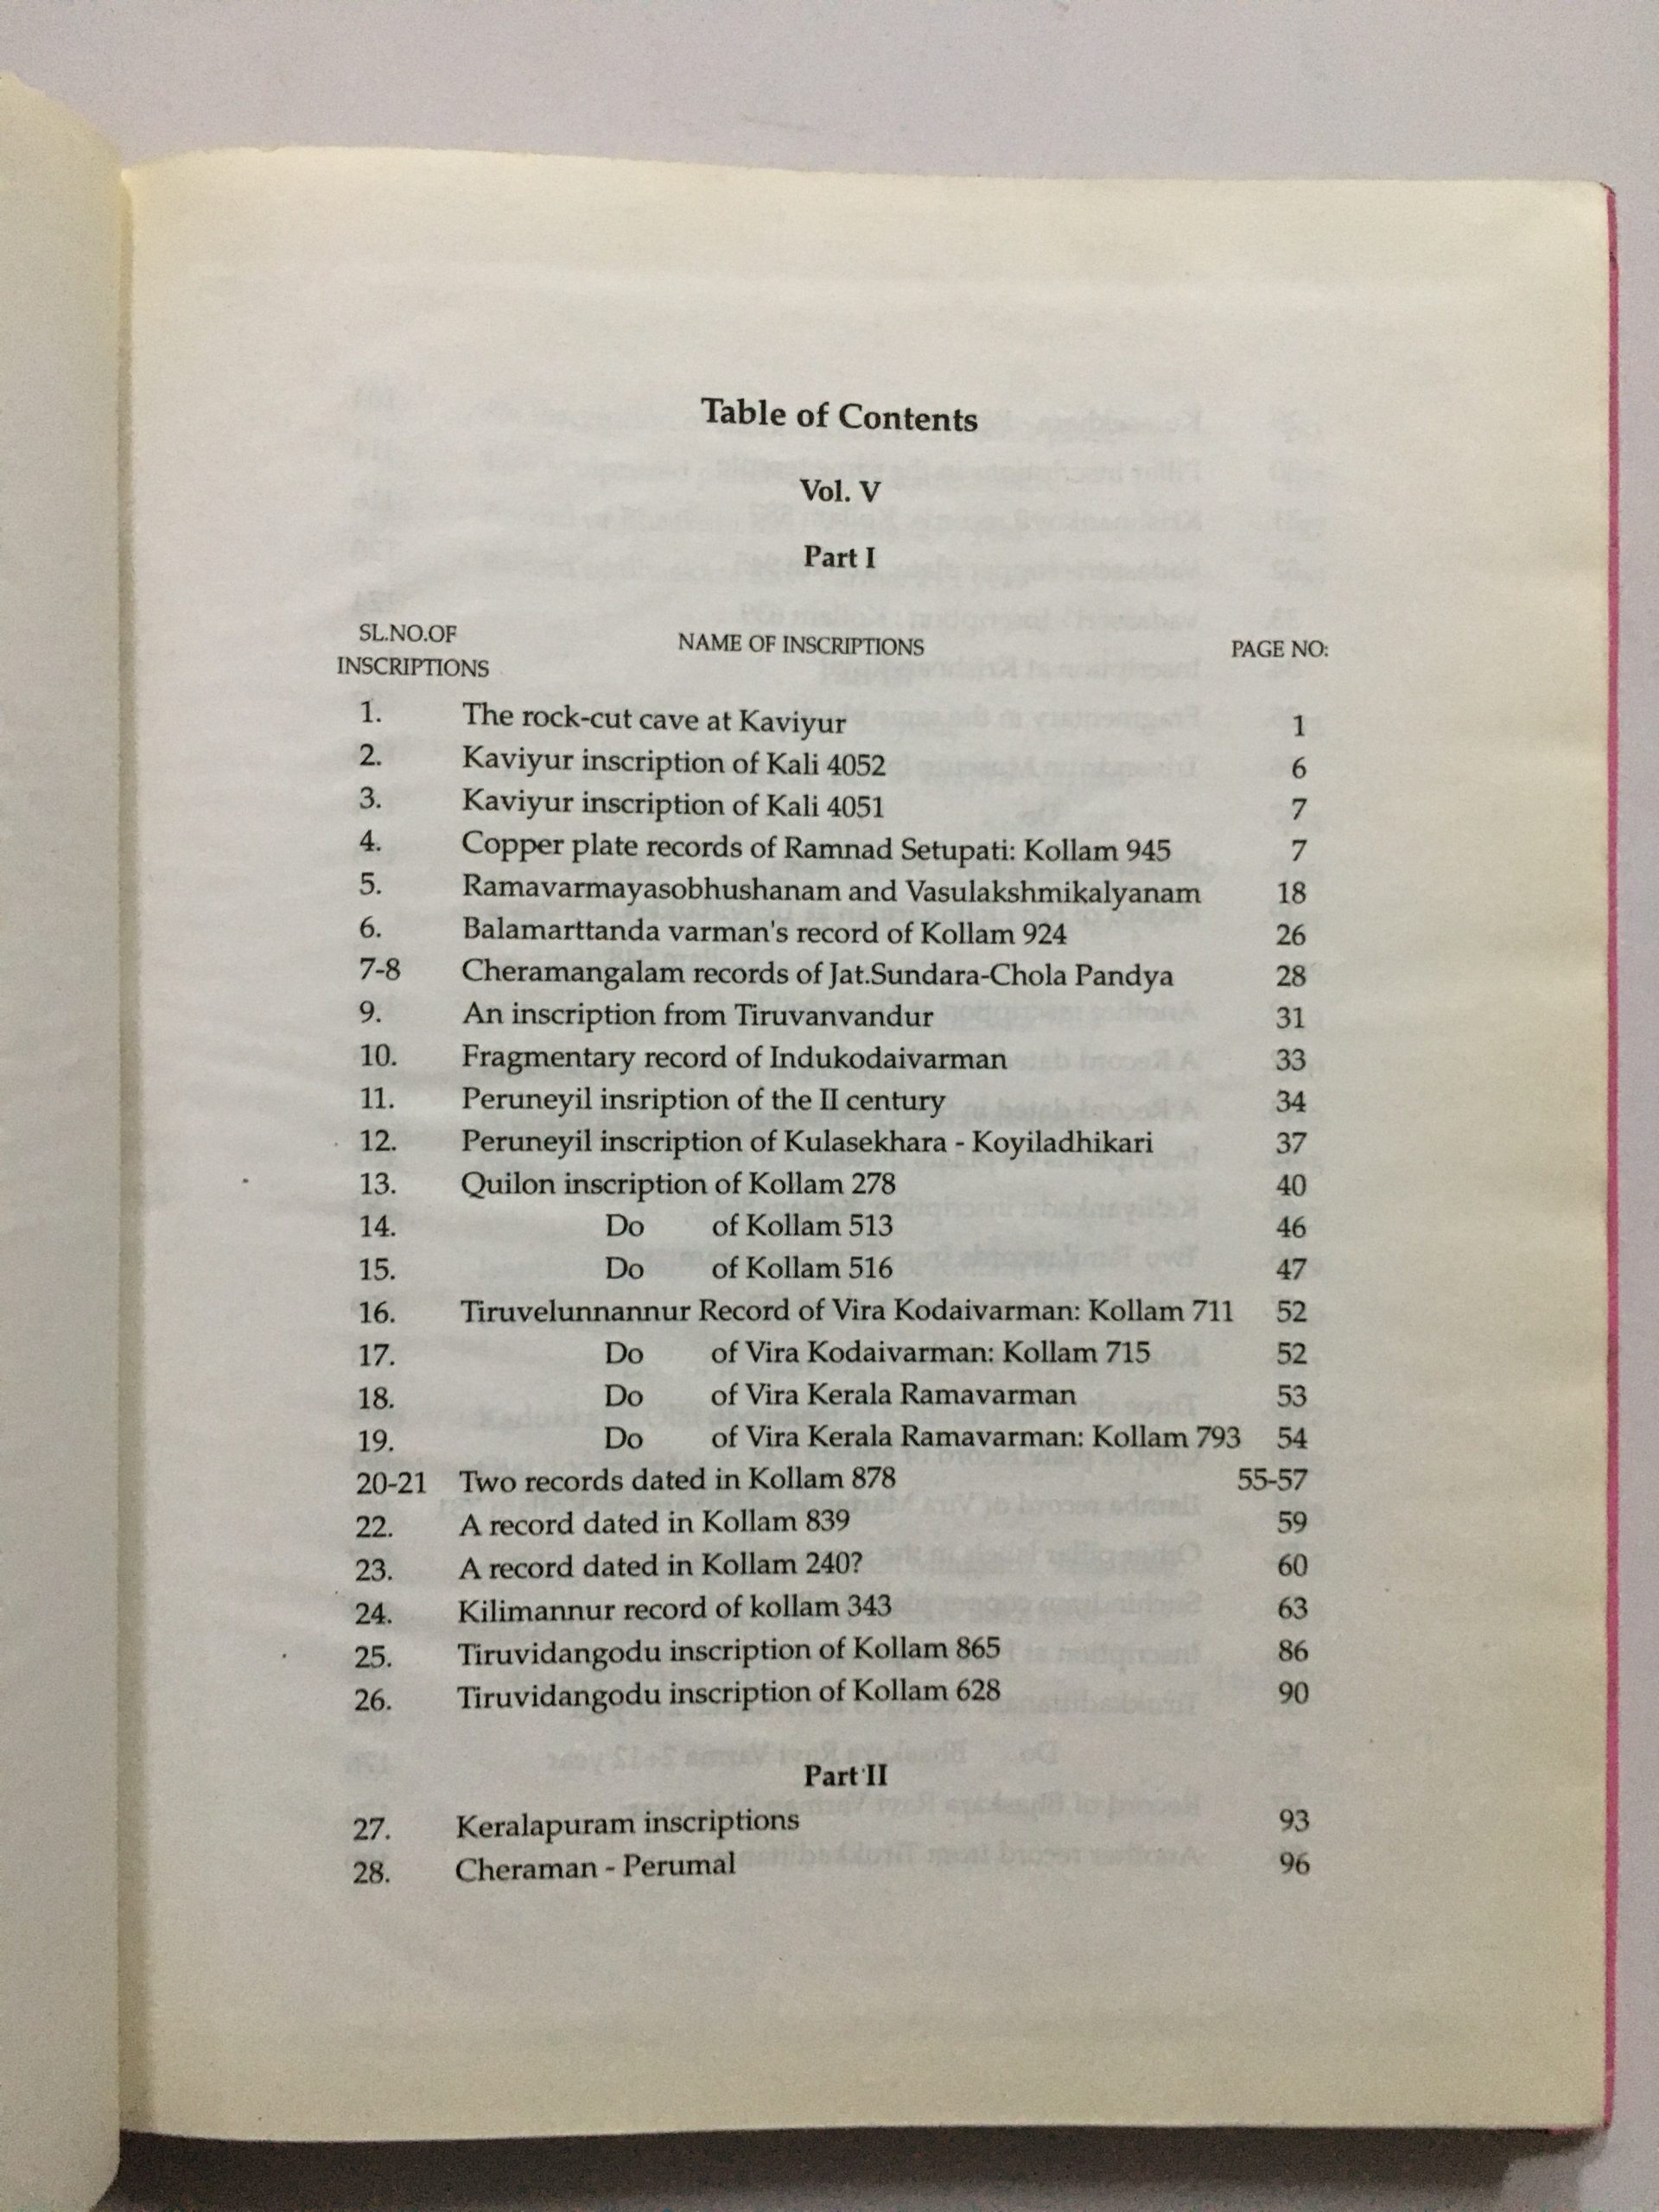 Table of Contents
Vol. V
Part I
SL.NO.OF INSCRIPTIONS NAME OF INSCRIPTIONS PAGE NO:
1. The rock-cut cave at Kaviyur 1
2. Kaviyur inscription of Kali 4052 6
3. Kaviyur inscription of Kali 4051 7
4. Copper plate records of Ramnad Setupati: Kollam 945 7
5. Ramavarmayasobhushanam and Vasulakshmikalyanam 18
6. Balamarttanda varman's record of Kollam 924 26
7-8 Cheramangalam records of Jat.Sundara-Chola Pandya 28
9. An inscription from Tiruvanvandur 31
10. Fragmentary record of Indukodaivarman 33
11. Peruneyil insription of the II century 34
12. Peruneyil inscription of Kulasekhara - Koyiladhikari 37
13. Quilon inscription of Kollam 278 40
14. Do of Kollam 513 46
15. Do of Kollam 516 47
16. Tiruvelunnannur Record of Vira Kodaivarman: Kollam 711 52
17. Do of Vira Kodaivarman: Kollam 715 52
18. Do of Vira Kerala Ramavarman 53
19. Do of Vira Kerala Ramavarman: Kollam 793 54
20-21 Two records dated in Kollam 878 55-57
22. A record dated in Kollam 839 59
23. A record dated in Kollam 240? 60
24. Kilimannur record of kollam 343 63
25. Tiruvidangodu inscription of Kollam 865 86
26. Tiruvidangodu inscription of Kollam 628 90
Part II
27. Keralapuram inscriptions 93
28. Cheraman - Perumal 96